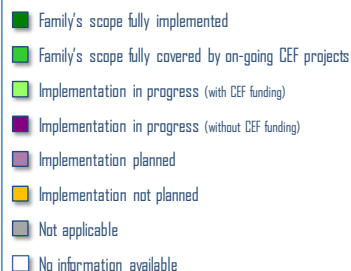 Family's scope fully implemented
Family's scope fully covered by on-going CEF projects
Implementation in progress (with CEF funding)
Implementation in progress (without CEF funding)
Implementation planned
Implementation not planned
Not applicable
No information available